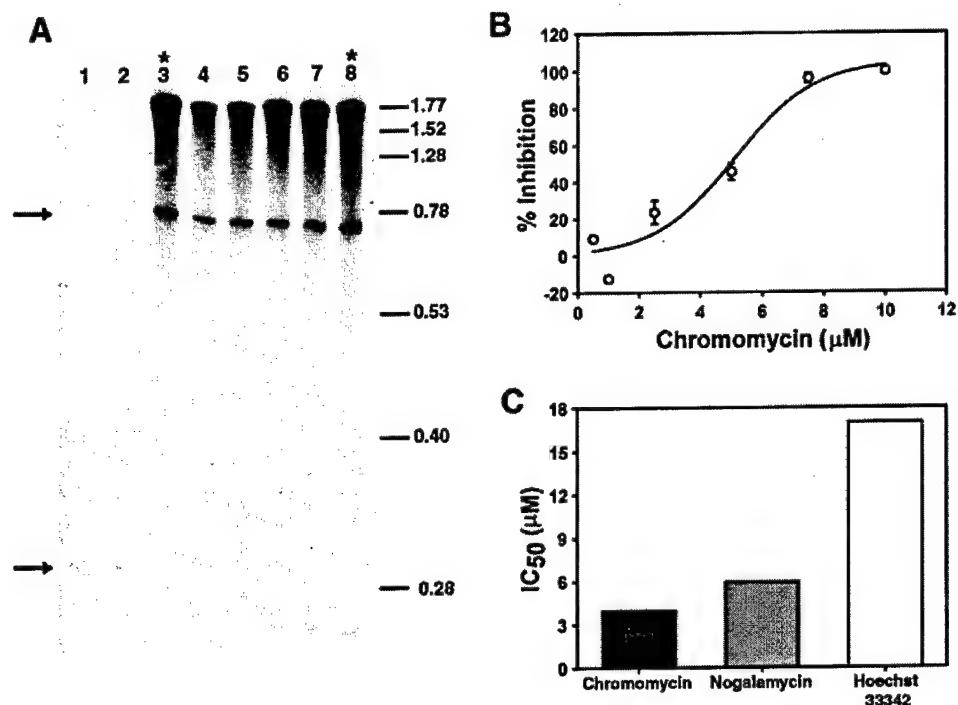 A
* *
1 2 3 4 5 6 7 8
1.77
1.52
1.28
0.78
0.53
0.40
0.28
B
120
100
80
60
40
20
0
-20
% Inhibition
0 2 4 6 8 10 12
Chromomycin (μM)
C
18
15
12
9
6
3
0
IC50 (μM)
Chromomycin Nogalamycin Hoechst
33342